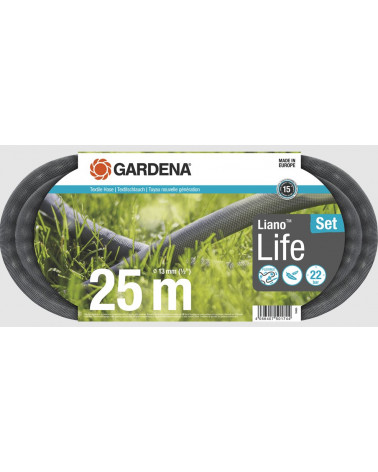 GARDENA
MADE IN
EUROPE
Textile Hose | Textilschlauch | Tuyau nouvelle génération
15
Liano™
Set
Life
Ø 13 mm (½")
25 m
22
bar